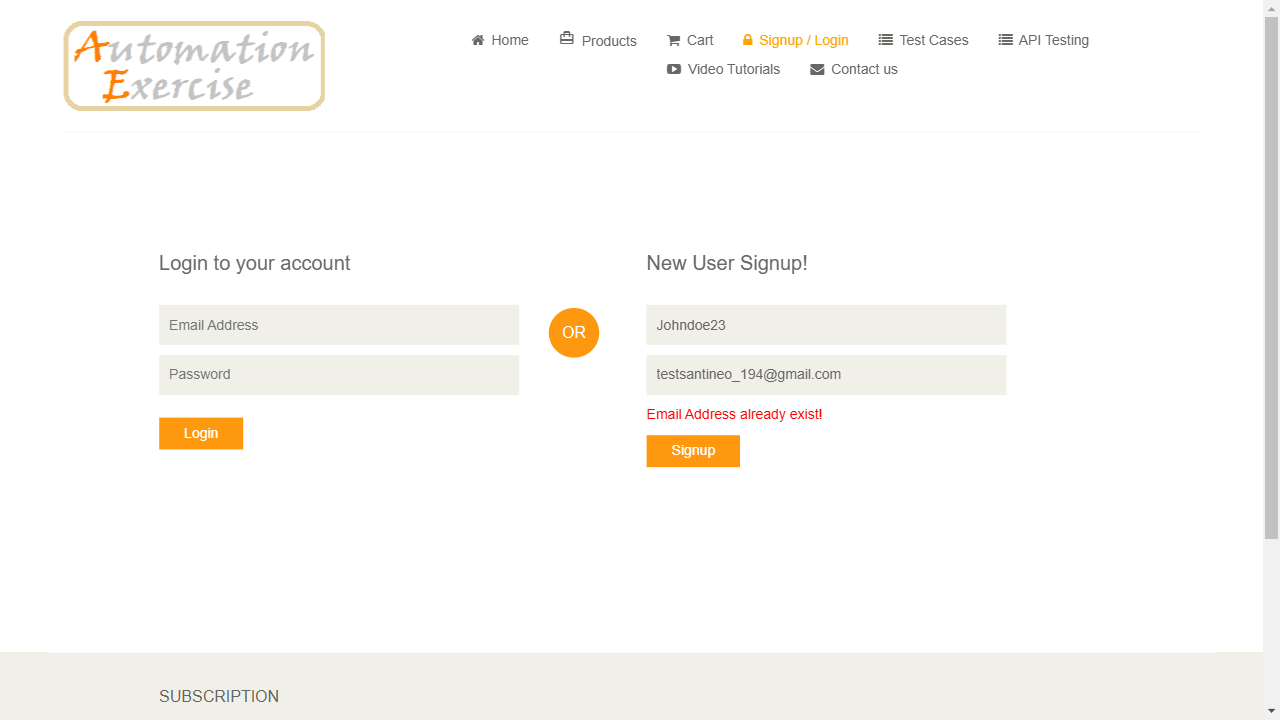 Automation
Exercise
Home
Products
Cart
Signup / Login
Test Cases
API Testing
Video Tutorials
Contact us
Login to your account
Email Address
Password
Login
OR
New User Signup!
Johndoe23
testsantineo_194@gmail.com
Email Address already exist!
Signup
SUBSCRIPTION